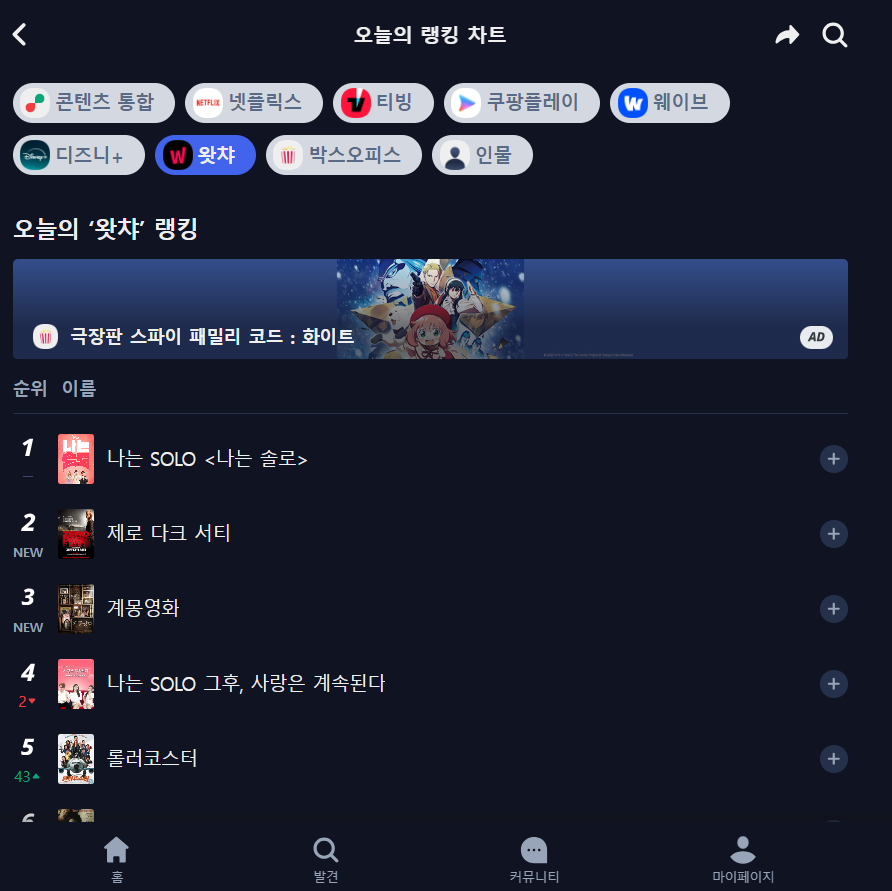 오늘의 랭킹 차트
콘텐츠 통합
NETFLIX 넷플릭스
티빙
쿠팡플레이
W 웨이브
Disney+ 디즈니+
W 왓챠
박스오피스
인물
오늘의 ‘왓챠’ 랭킹
극장판 스파이 패밀리 코드 : 화이트
AD
순위 이름
1 나는 SOLO <나는 솔로>
–
2 제로 다크 서티
NEW
3 계몽영화
NEW
4 나는 SOLO 그후, 사랑은 계속된다
2▼
5 롤러코스터
43▲
6
홈
발견
커뮤니티
마이페이지